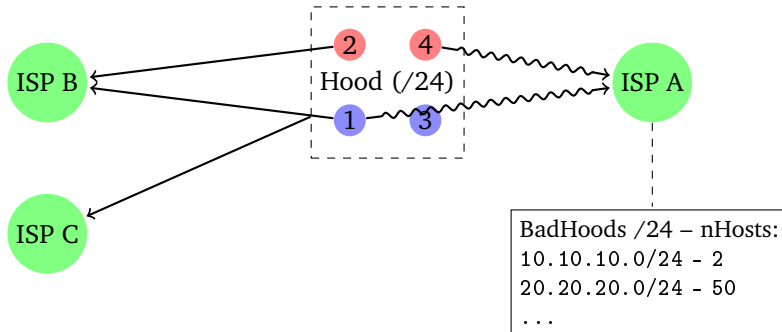 2
4
ISP B
Hood (/24)
ISP A
1
3
ISP C
BadHoods /24 – nHosts:
10.10.10.0/24 - 2
20.20.20.0/24 - 50
...